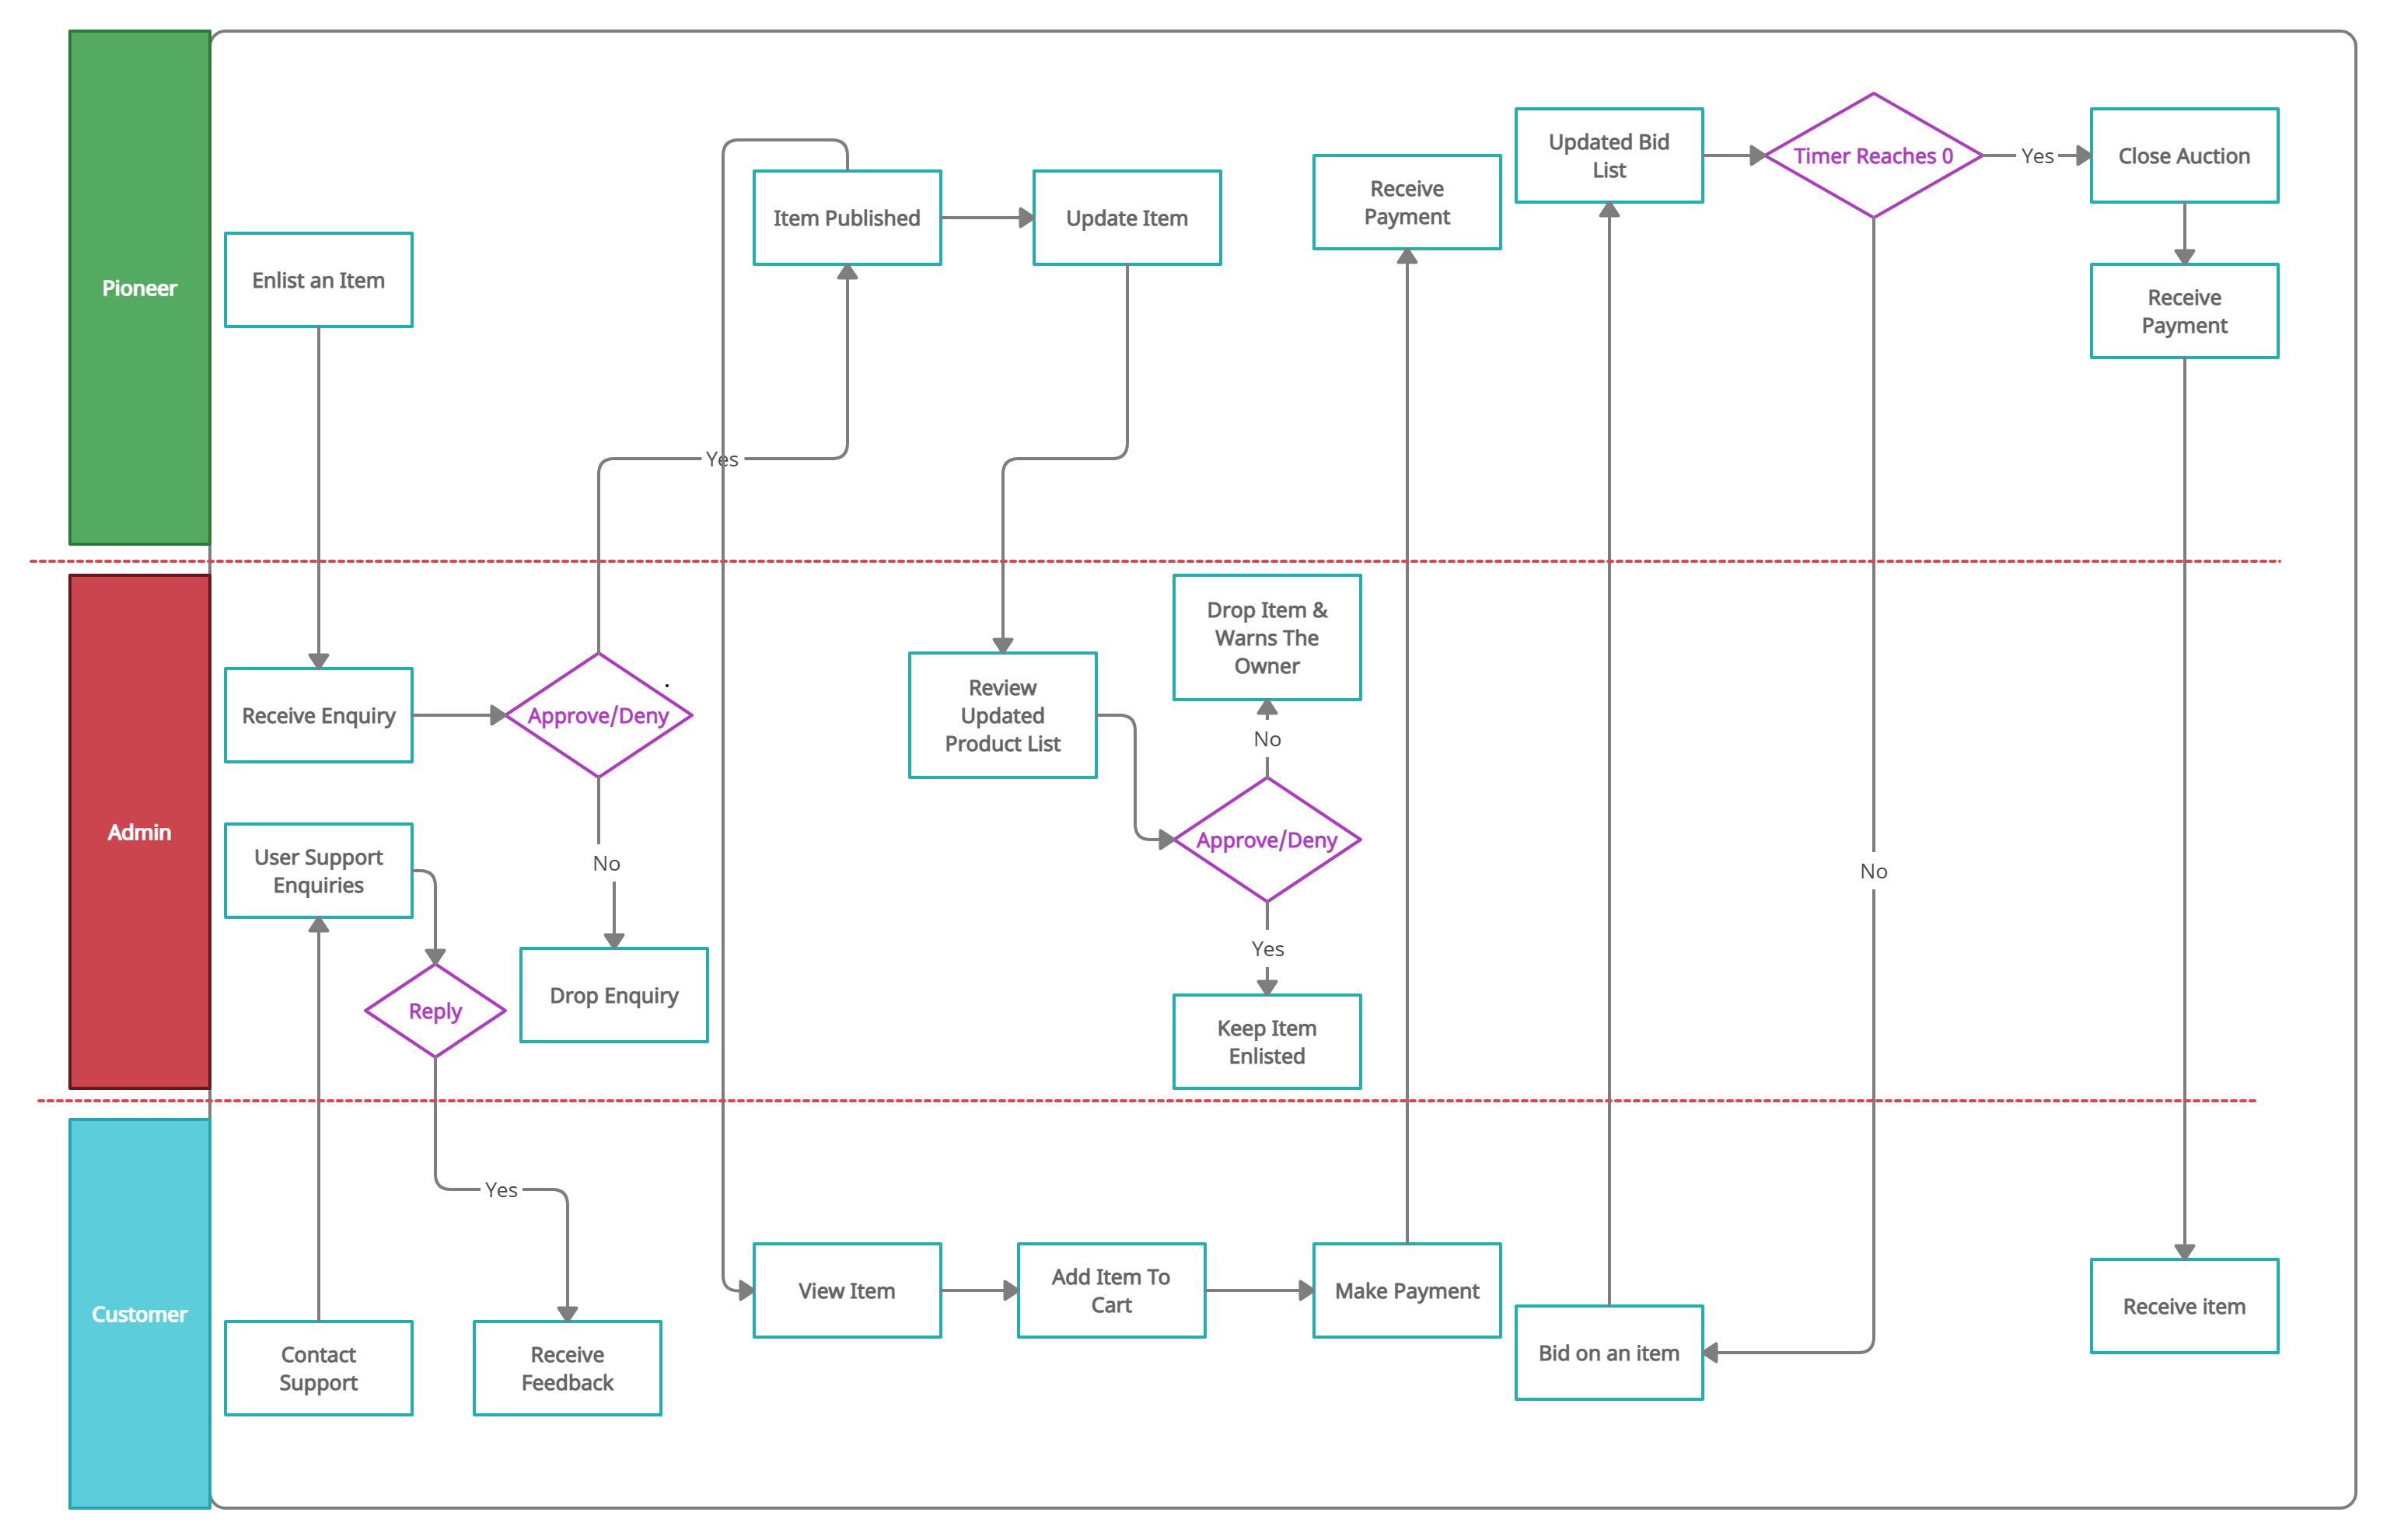 Pioneer
Enlist an Item
Item Published
Update Item
Receive
Payment
Updated Bid
List
Timer Reaches 0
Yes
Close Auction
Receive
Payment
Yes
Admin
Receive Enquiry
Approve/Deny
.
No
Drop Enquiry
User Support
Enquiries
Reply
Review
Updated
Product List
Drop Item &
Warns The
Owner
No
Approve/Deny
Yes
Keep Item
Enlisted
No
Customer
Yes
Contact
Support
Receive
Feedback
View Item
Add Item To
Cart
Make Payment
Bid on an item
Receive item